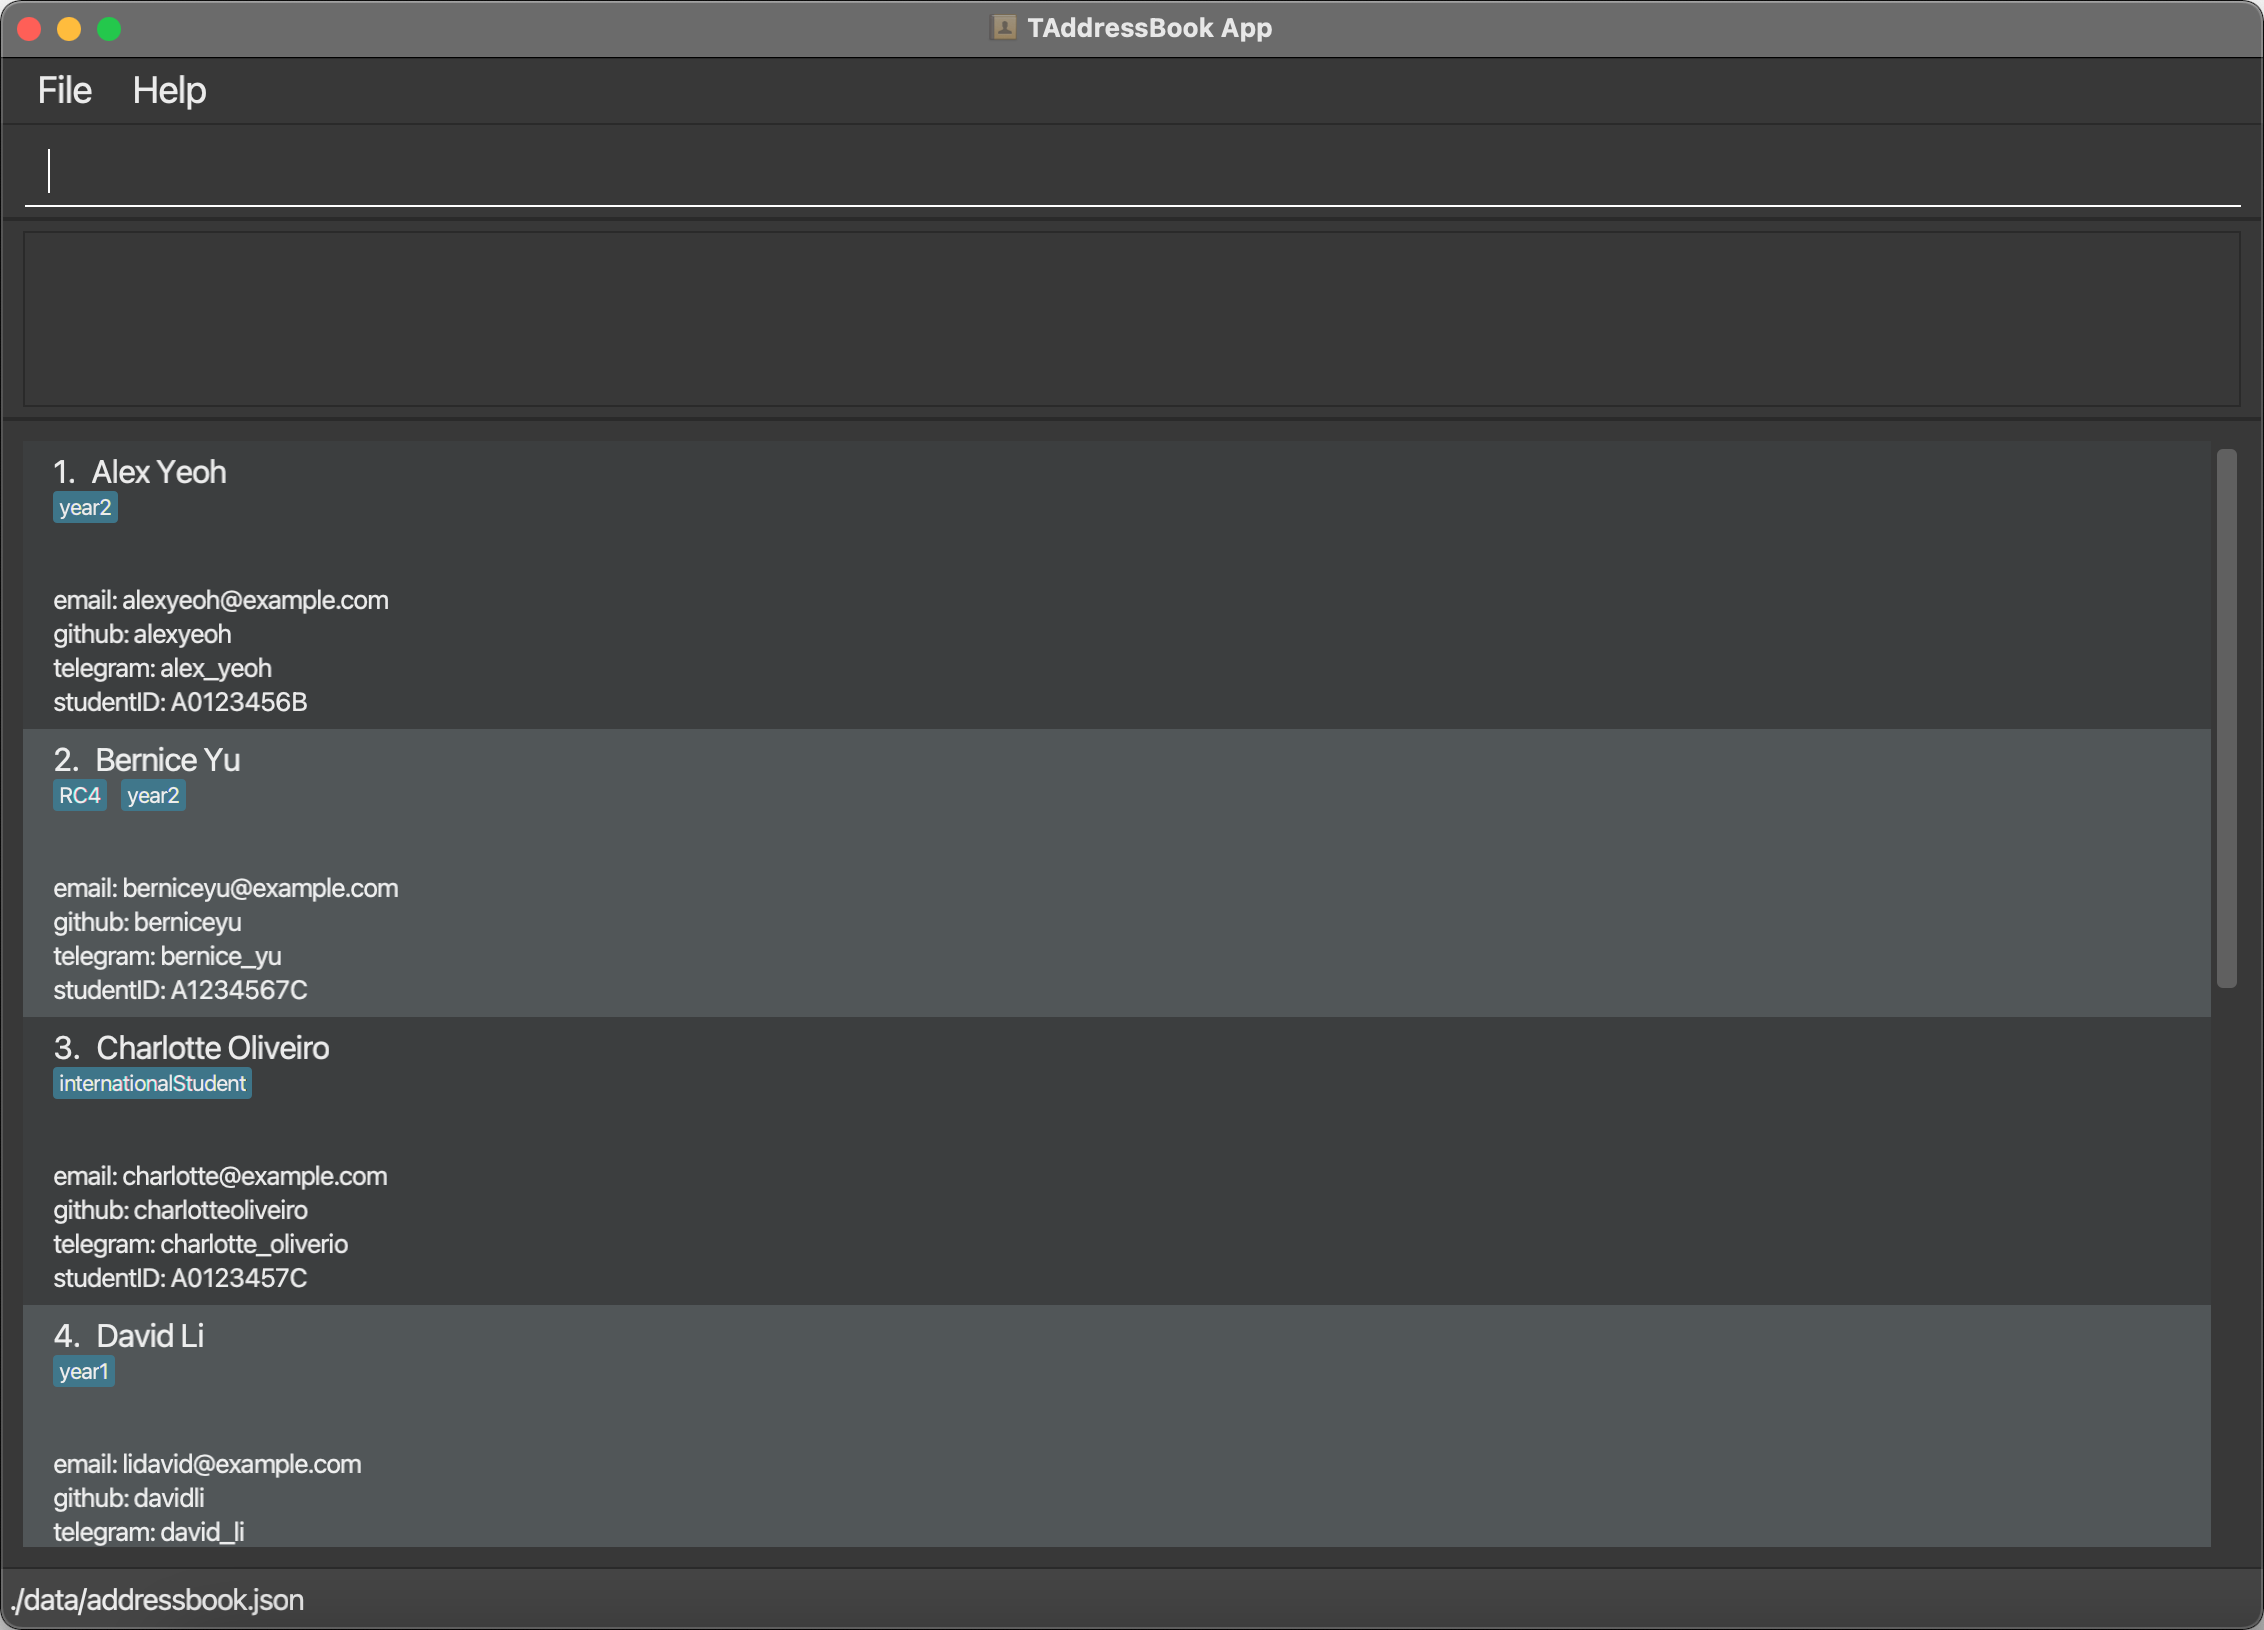 TAddressBook App
File Help
1. Alex Yeoh
year2
email: alexyeoh@example.com
github: alexyeoh
telegram: alex_yeoh
studentID: A0123456B
2. Bernice Yu
RC4 year2
email: berniceyu@example.com
github: berniceyu
telegram: bernice_yu
studentID: A1234567C
3. Charlotte Oliveiro
internationalStudent
email: charlotte@example.com
github: charlotteoliveiro
telegram: charlotte_oliverio
studentID: A0123457C
4. David Li
year1
email: lidavid@example.com
github: davidli
telegram: david_li
./data/addressbook.json